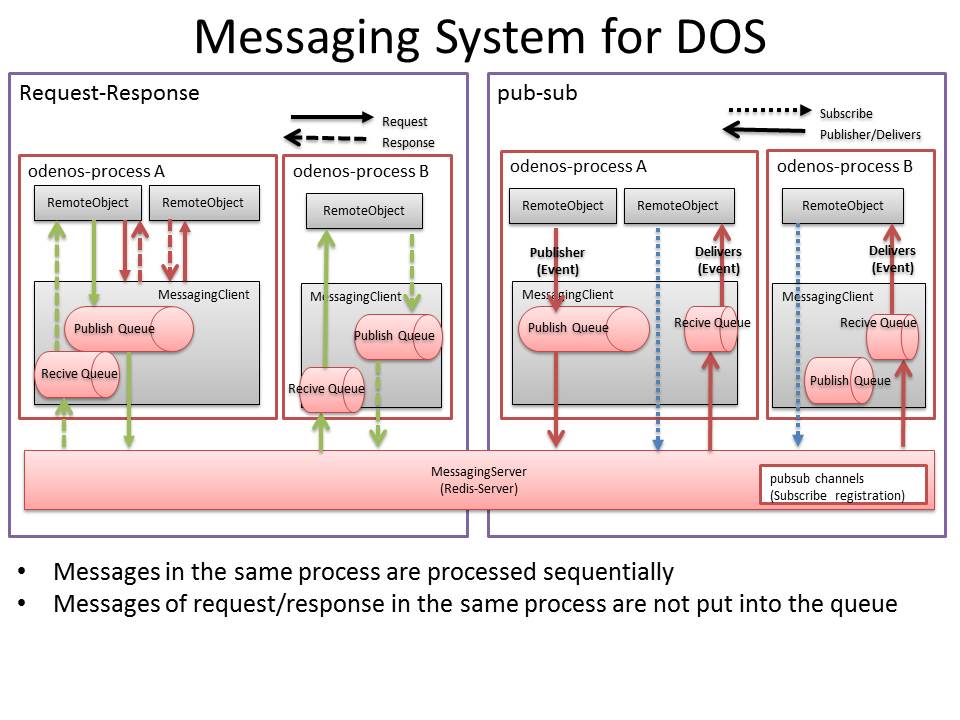 Messaging System for DOS
Request-Response
Request
Response
odenos-process A
RemoteObject
RemoteObject
MessagingClient
Publish Queue
Recive Queue
odenos-process B
RemoteObject
MessagingClient
Publish Queue
Recive Queue
pub-sub
Subscribe
Publisher/Delivers
odenos-process A
RemoteObject
RemoteObject
Publisher
(Event)
Delivers
(Event)
MessagingClient
Publish Queue
Recive Queue
odenos-process B
RemoteObject
Delivers
(Event)
MessagingClient
Recive Queue
Publish Queue
MessagingServer
(Redis-Server)
pubsub channels
(Subscribe registration)
• Messages in the same process are processed sequentially
• Messages of request/response in the same process are not put into the queue